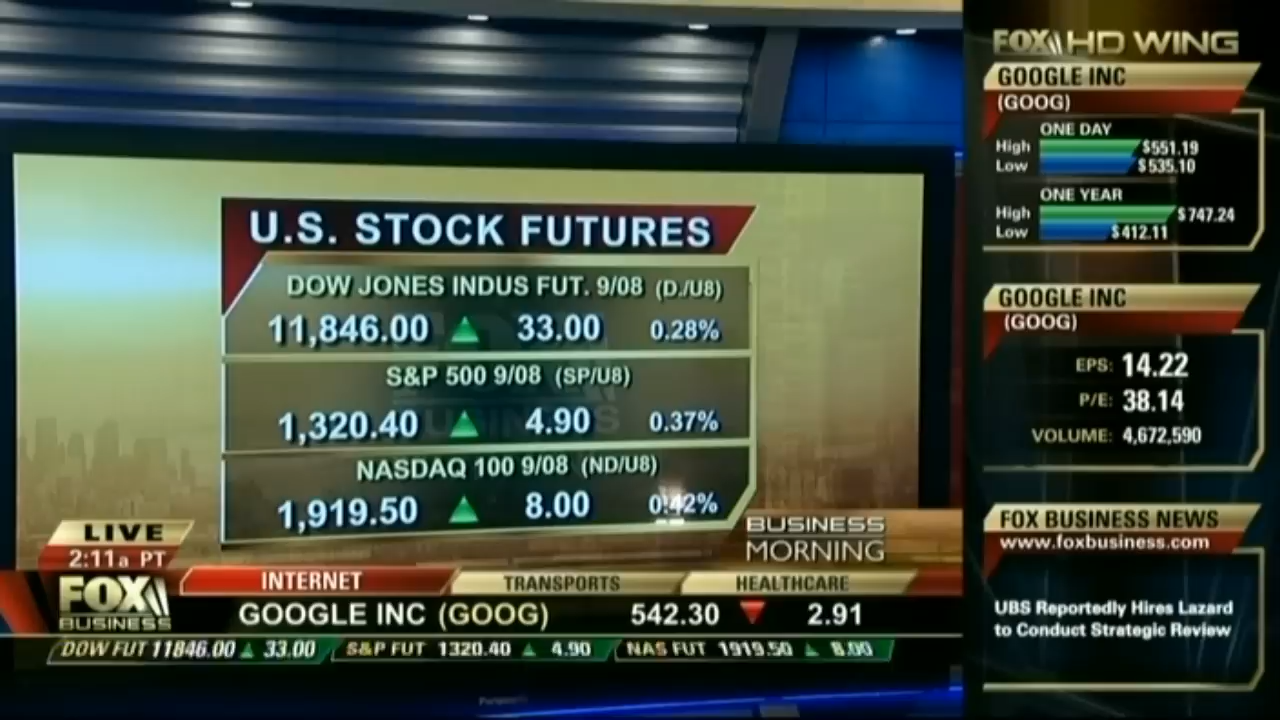 U.S. STOCK FUTURES
DOW JONES INDUS FUT. 9/08 (D./U8)
11,846.00 ▲ 33.00 0.28%
S&P 500 9/08 (SP/U8)
1,320.40 ▲ 4.90 0.37%
NASDAQ 100 9/08 (ND/U8)
1,919.50 ▲ 8.00 0.42%
BUSINESS
MORNING
LIVE
2:11a PT
FOX
BUSINESS
INTERNET TRANSPORTS HEALTHCARE
GOOGLE INC (GOOG) 542.30 ▼ 2.91
DOW FUT 11846.00 ▲ 33.00 S&P FUT 1320.40 ▲ 4.90 NAS FUT 1919.50 ▲ 8.00
FOX HD WING
GOOGLE INC
(GOOG)
ONE DAY
High $551.19
Low $535.10
ONE YEAR
High $747.24
Low $412.11
GOOGLE INC
(GOOG)
EPS: 14.22
P/E: 38.14
VOLUME: 4,672,590
FOX BUSINESS NEWS
www.foxbusiness.com
UBS Reportedly Hires Lazard
to Conduct Strategic Review